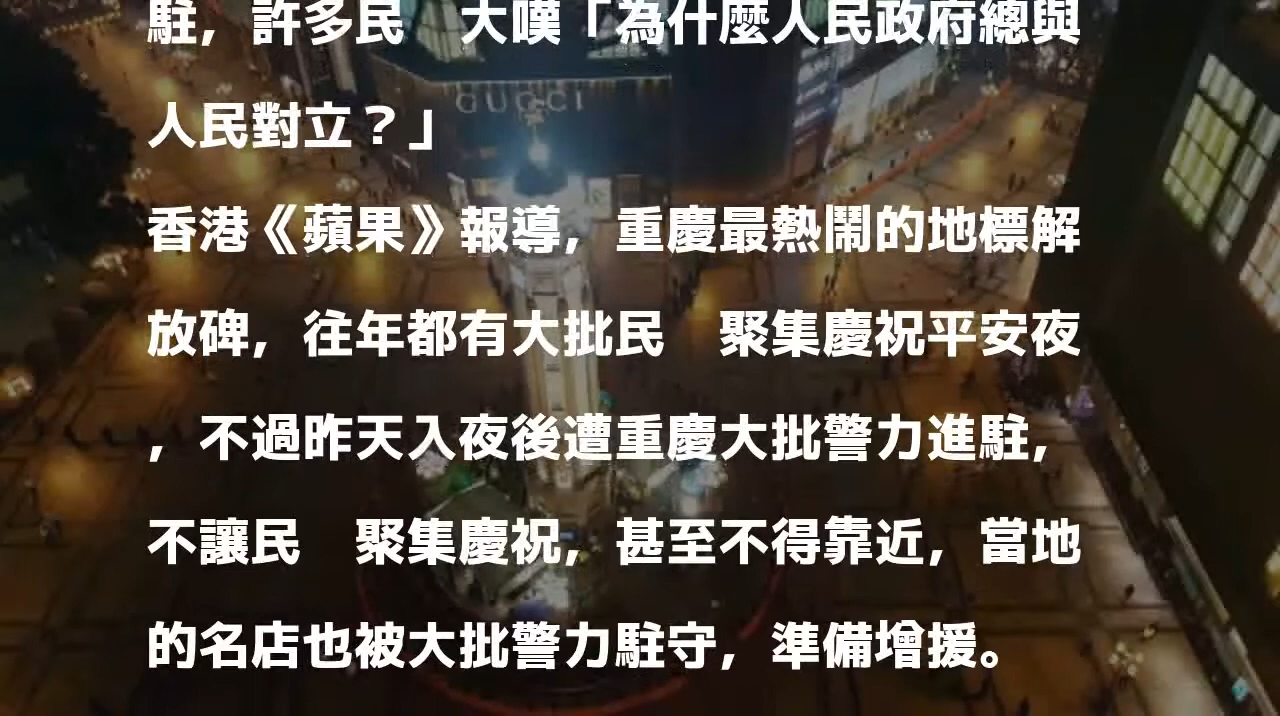 駐，許多民　大嘆「為什麼人民政府總與
人民對立？」
香港《蘋果》報導，重慶最熱鬧的地標解
放碑，往年都有大批民　聚集慶祝平安夜
，不過昨天入夜後遭重慶大批警力進駐，
不讓民　聚集慶祝，甚至不得靠近，當地
的名店也被大批警力駐守，準備增援。
GUCCI